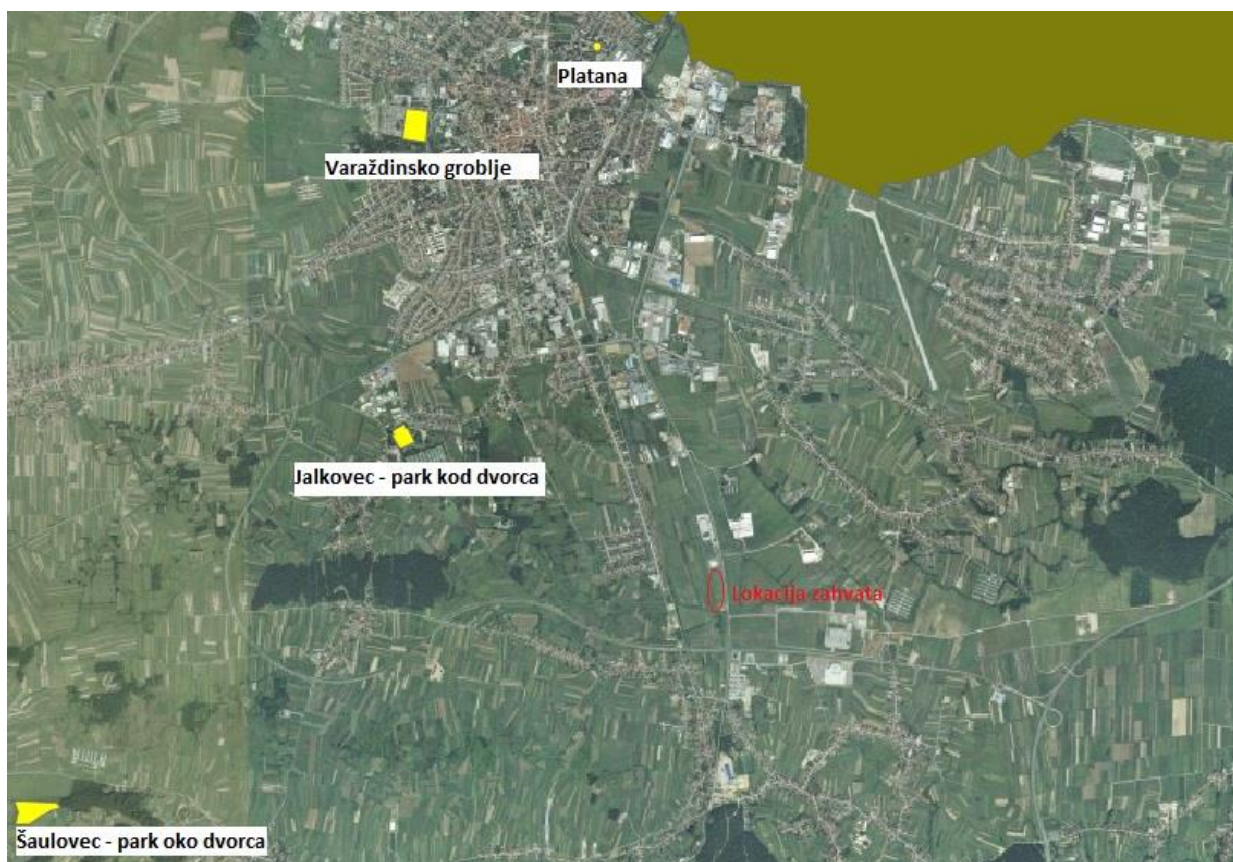 Platana
Varaždinsko groblje
Jalkovec - park kod dvorca
Lokacija zahvata
Šaulovec - park oko dvorca